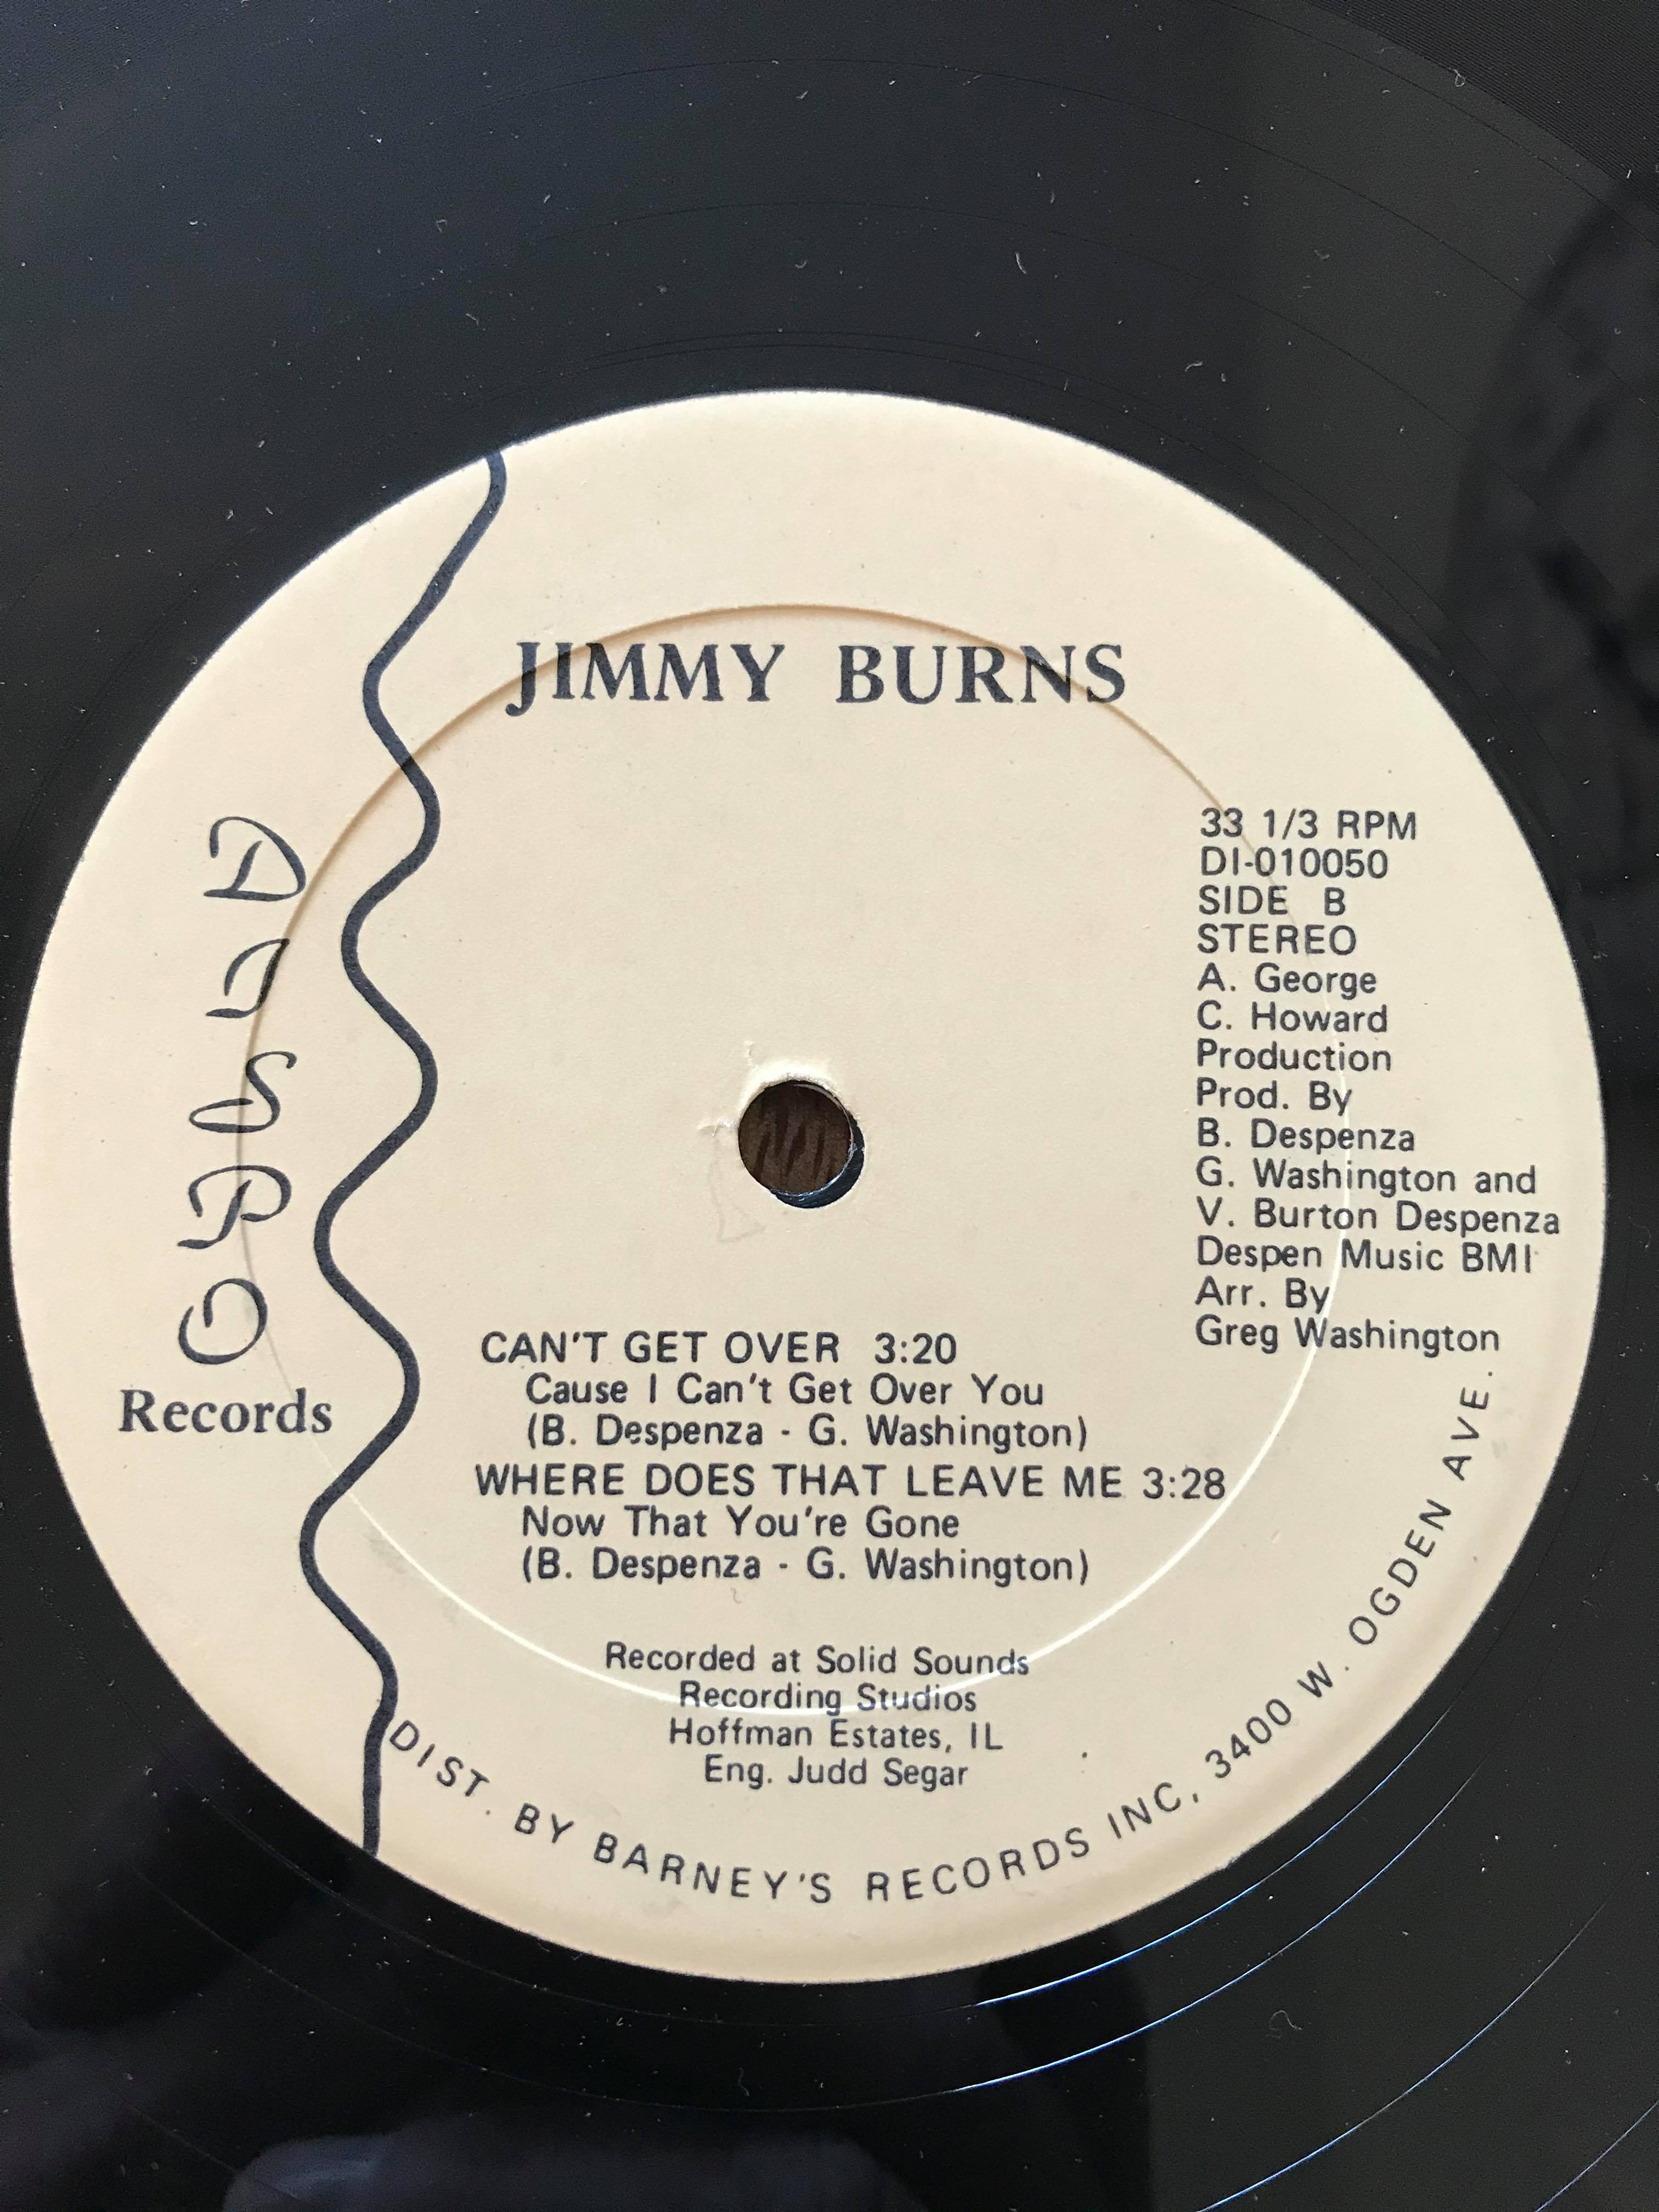 JIMMY BURNS
DISPO
Records
33 1/3 RPM
DI-010050
SIDE B
STEREO
A. George
C. Howard
Production
Prod. By
B. Despenza
G. Washington and
V. Burton Despenza
Despen Music BMI
Arr. By
Greg Washington
CAN'T GET OVER 3:20
Cause I Can't Get Over You
(B. Despenza - G. Washington)
WHERE DOES THAT LEAVE ME 3:28
Now That You're Gone
(B. Despenza - G. Washington)
Recorded at Solid Sounds
Recording Studios
Hoffman Estates, IL
Eng. Judd Segar
DIST. BY BARNEY'S RECORDS INC, 3400 W. OGDEN AVE.